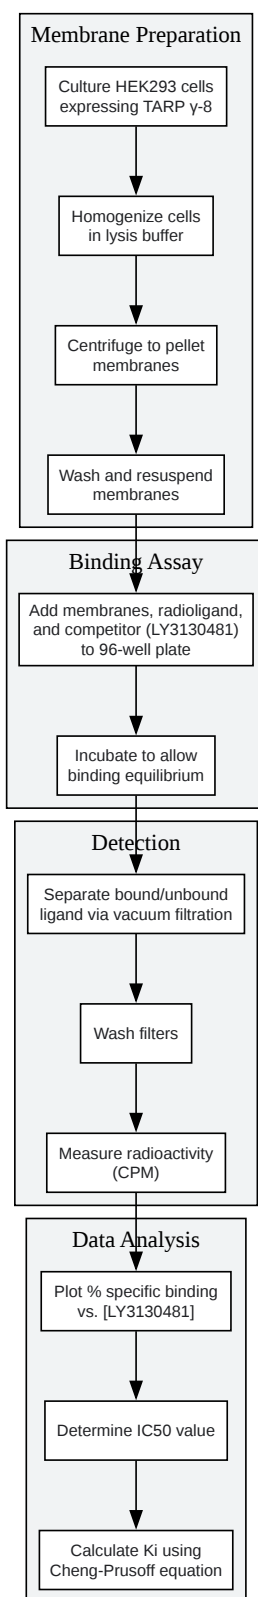 Membrane Preparation
Culture HEK293 cells
expressing TARP γ-8
Homogenize cells
in lysis buffer
Centrifuge to pellet
membranes
Wash and resuspend
membranes
Binding Assay
Add membranes, radioligand,
and competitor (LY3130481)
to 96-well plate
Incubate to allow
binding equilibrium
Detection
Separate bound/unbound
ligand via vacuum filtration
Wash filters
Measure radioactivity
(CPM)
Data Analysis
Plot % specific binding
vs. [LY3130481]
Determine IC50 value
Calculate Ki using
Cheng-Prusoff equation